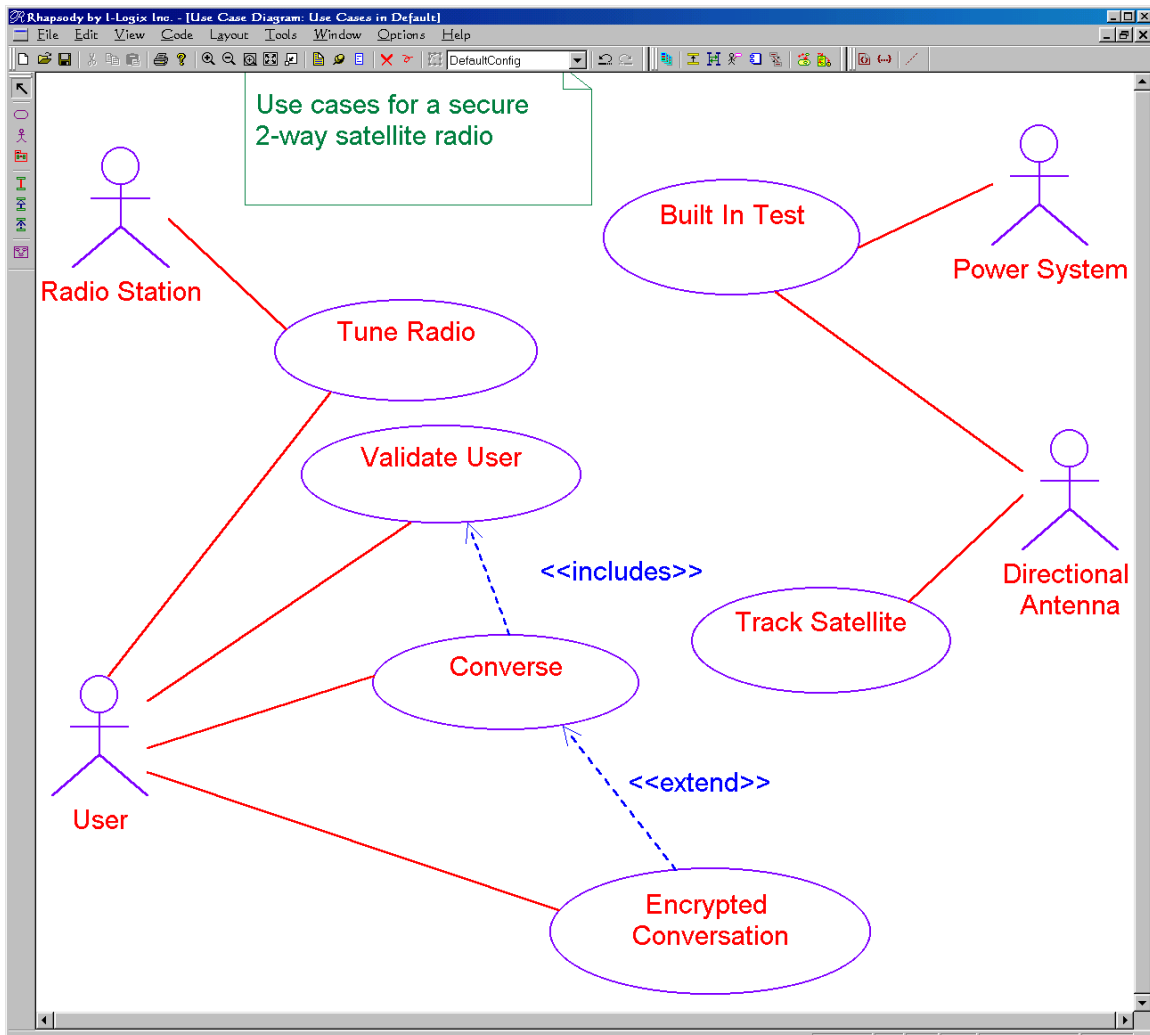 Rhapsody by I-Logix Inc. - [Use Case Diagram: Use Cases in Default]
File Edit View Code Layout Tools Window Options Help
DefaultConfig
Use cases for a secure
2-way satellite radio
Built In Test
Power System
Radio Station
Tune Radio
Validate User
<<includes>>
Directional
Antenna
Track Satellite
Converse
<<extend>>
User
Encrypted
Conversation